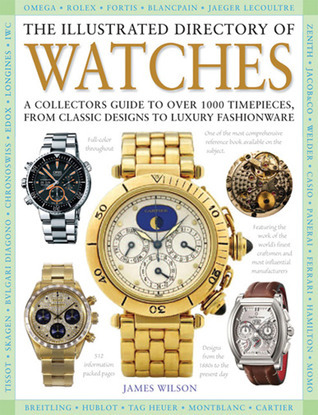 OMEGA • ROLEX • FORTIS • BLANCPAIN • JAEGER LECOULTRE
THE ILLUSTRATED DIRECTORY OF
WATCHES
A COLLECTORS GUIDE TO OVER 1000 TIMEPIECES,
FROM CLASSIC DESIGNS TO LUXURY FASHIONWARE
Full-color
throughout
One of the most comprehensive
reference book available on the
subject.
Featuring the
work of the
world's finest
craftsmen and
most influential
manufacturers
512
information
packed pages
Designs
from the
1880s to the
present day
JAMES WILSON
BREITLING • HUBLOT • TAG HEUER • MONTBLANC • CARTIER
TISSOT • SKAGEN • BVLGARI DIAGONO • CHRONOSWISS • EDOX • LONGINES • IWC
ZENITH • JACOB&CO • WELDER • CASIO • PANERAI • FERRARI • HAMILTON • MOMO